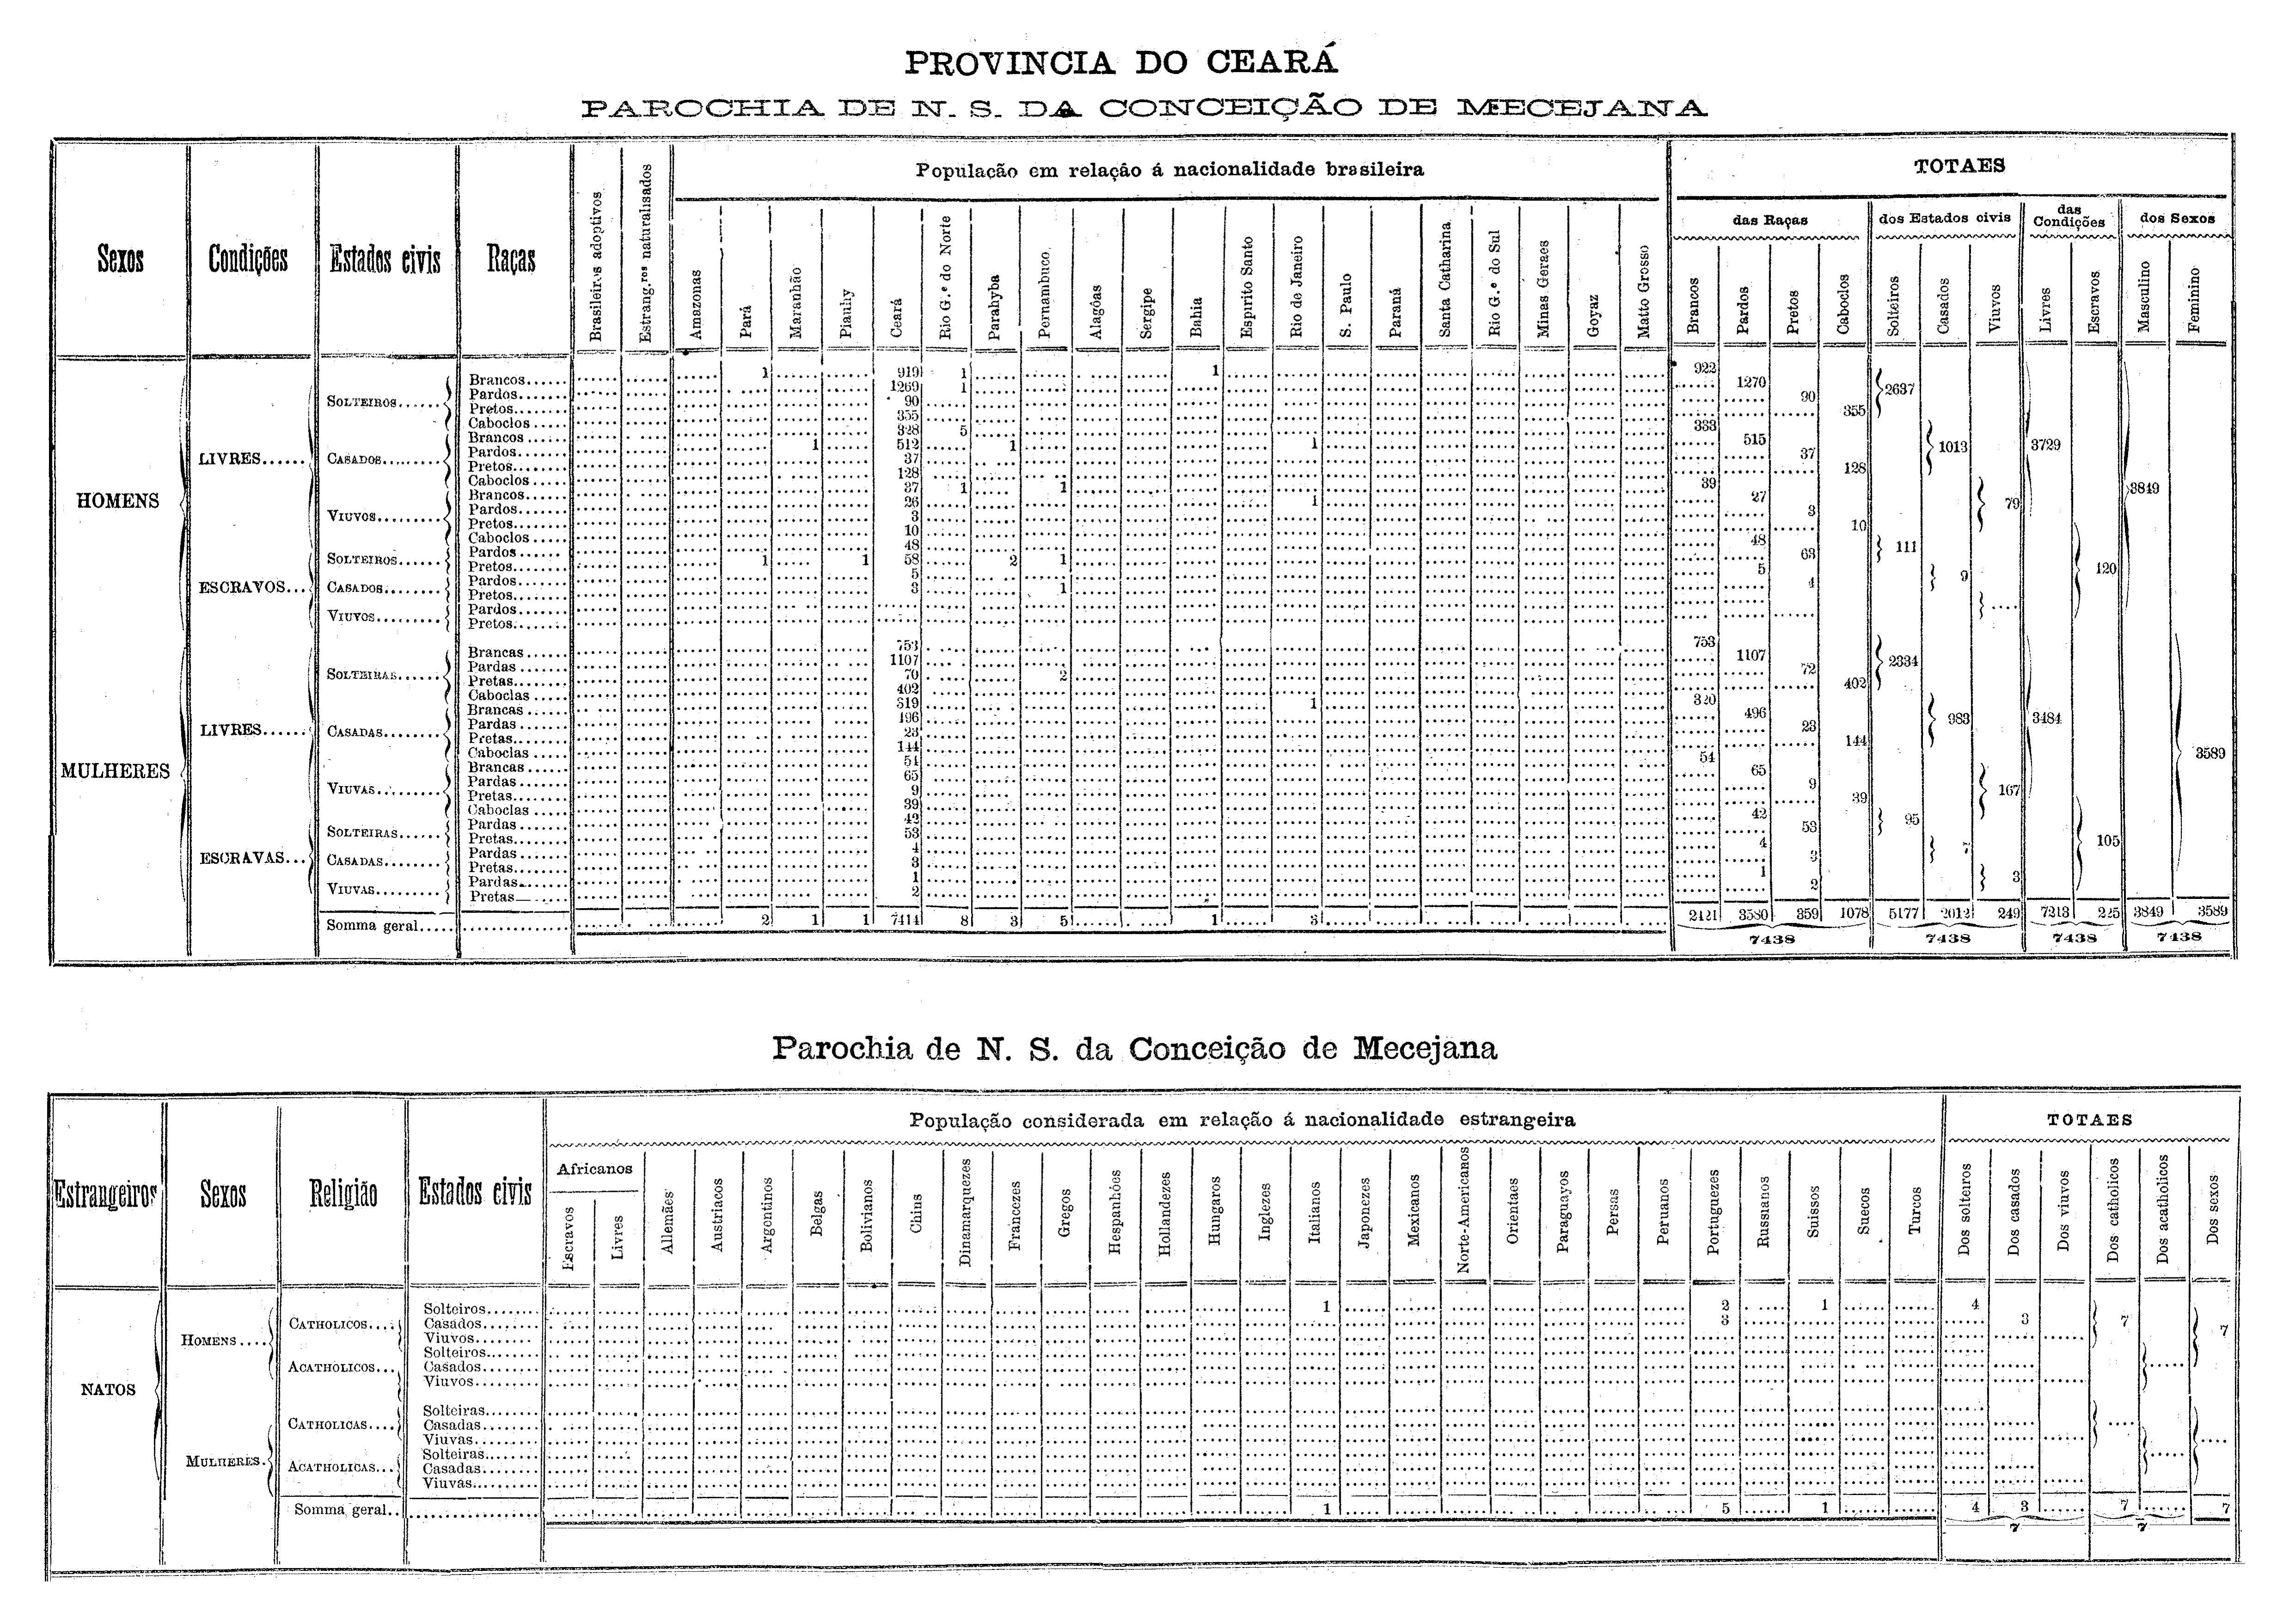 PROVINCIA DO CEARÁ
PAROCHIA DE N. S. DA CONCEIÇÃO DE MECEJANA
Sexos Condições Estados civis Raças Brasileiros adoptivos Estrang.ros naturalisados População em relação á nacionalidade brasileira TOTAES
das Raças dos Estados civis das Condições dos Sexos
Amazonas Pará Maranhão Piauhy Ceará Rio G.e do Norte Parahyba Pernambuco Alagôas Sergipe Bahia Espirito Santo Rio de Janeiro S. Paulo Paraná Santa Catharina Rio G.e do Sul Minas Geraes Goyaz Matto Grosso Brancos Pardos Pretos Caboclos Solteiros Casados Viuvos Livres Escravos Masculino Feminino
HOMENS LIVRES SOLTEIROS Brancos 1 919 1 1 922 2637 3729 3849
Pardos 1269 1 1270
Pretos 90 90
Caboclos 355 355
CASADOS Brancos 328 5 333 1013
Pardos 1 512 1 1 515
Pretos 37 37
Caboclos 128 128
VIUVOS Brancos 37 1 1 39 79
Pardos 26 1 27
Pretos 3 3
Caboclos 10 10
ESCRAVOS SOLTEIROS Pardos 48 48 111 120
Pretos 1 1 58 2 1 63
CASADOS Pardos 5 5 9
Pretos 3 1 4
VIUVOS Pardos
Pretos
MULHERES LIVRES SOLTEIRAS Brancas 753 753 2334 3484 3589
Pardas 1107 1107
Pretas 70 2 72
Caboclas 402 402
CASADAS Brancas 319 1 320 983
Pardas 496 496
Pretas 23 23
Caboclas 144 144
VIUVAS Brancas 54 54 167
Pardas 65 65
Pretas 9 9
Caboclas 39 39
ESCRAVAS SOLTEIRAS Pardas 42 42 95 105
Pretas 53 53
CASADAS Pardas 4 4 7
Pretas 3 3
VIUVAS Pardas 1 1 3
Pretas 2 2
Somma geral 2 1 1 7414 8 3 5 1 3 2121 3580 359 1078 5177 2012 249 7213 225 3849 3589
7438 7438 7438 7438
Parochia de N. S. da Conceição de Mecejana
Estrangeiros Sexos Religião Estados civis População considerada em relação á nacionalidade estrangeira TOTAES
Africanos
Escravos Livres Allemães Austriacos Argentinos Belgas Bolivianos Chins Dinamarquezes Francezes Gregos Hespanhóes Hollandezes Hungaros Inglezes Italianos Japonezes Mexicanos Norte-Americanos Orientaes Paraguayos Persas Peruanos Portuguezes Russianos Suissos Suecos Turcos Dos solteiros Dos casados Dos viuvos Dos catholicos Dos acatholicos Dos sexos
NATOS HOMENS CATHOLICOS Solteiros 1 2 1 4 7 7
Casados 3 3
Viuvos
ACATHOLICOS Solteiros
Casados
Viuvos
MULHERES CATHOLICAS Solteiras
Casadas
Viuvas
ACATHOLICAS Solteiras
Casadas
Viuvas
Somma geral 1 5 1 4 3 7 7
7 7